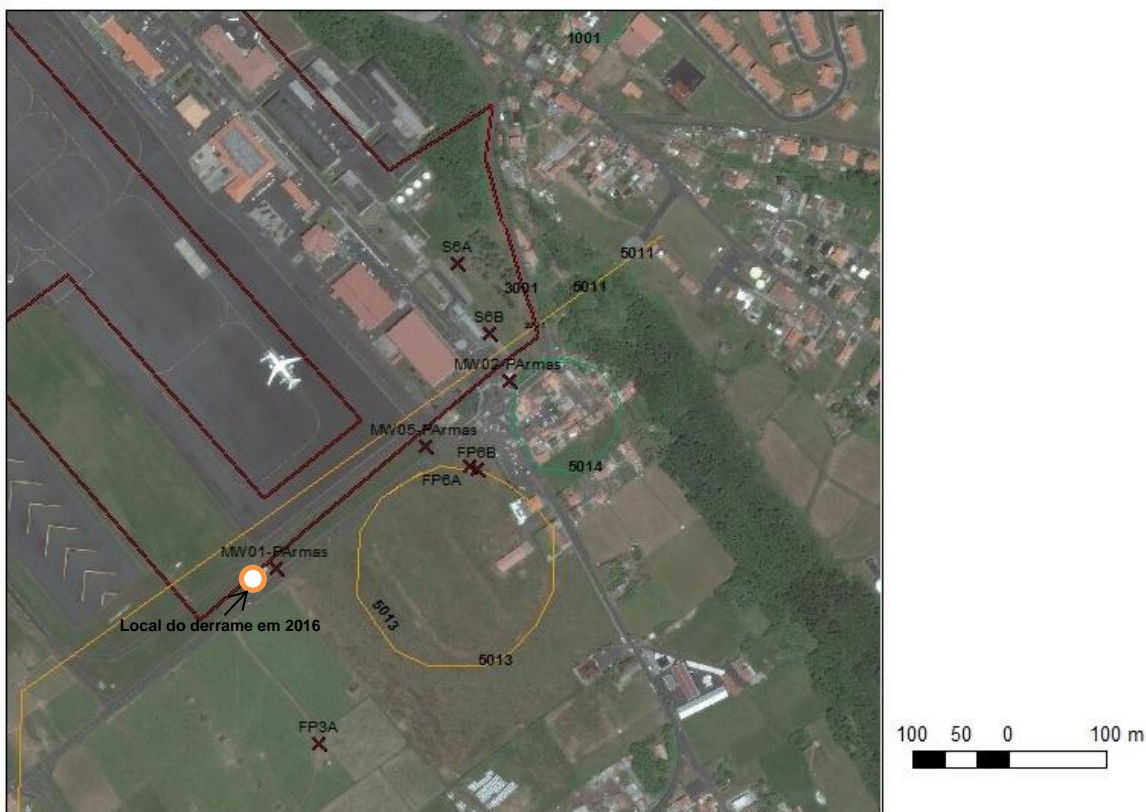 1001
S6A
5011
3001
5011
S6B
MW02-PArmas
MW05-PArmas
FP6B
FP6A
5014
MW01-PArmas
5013
Local do derrame em 2016
5013
FP3A
100 50 0 100 m